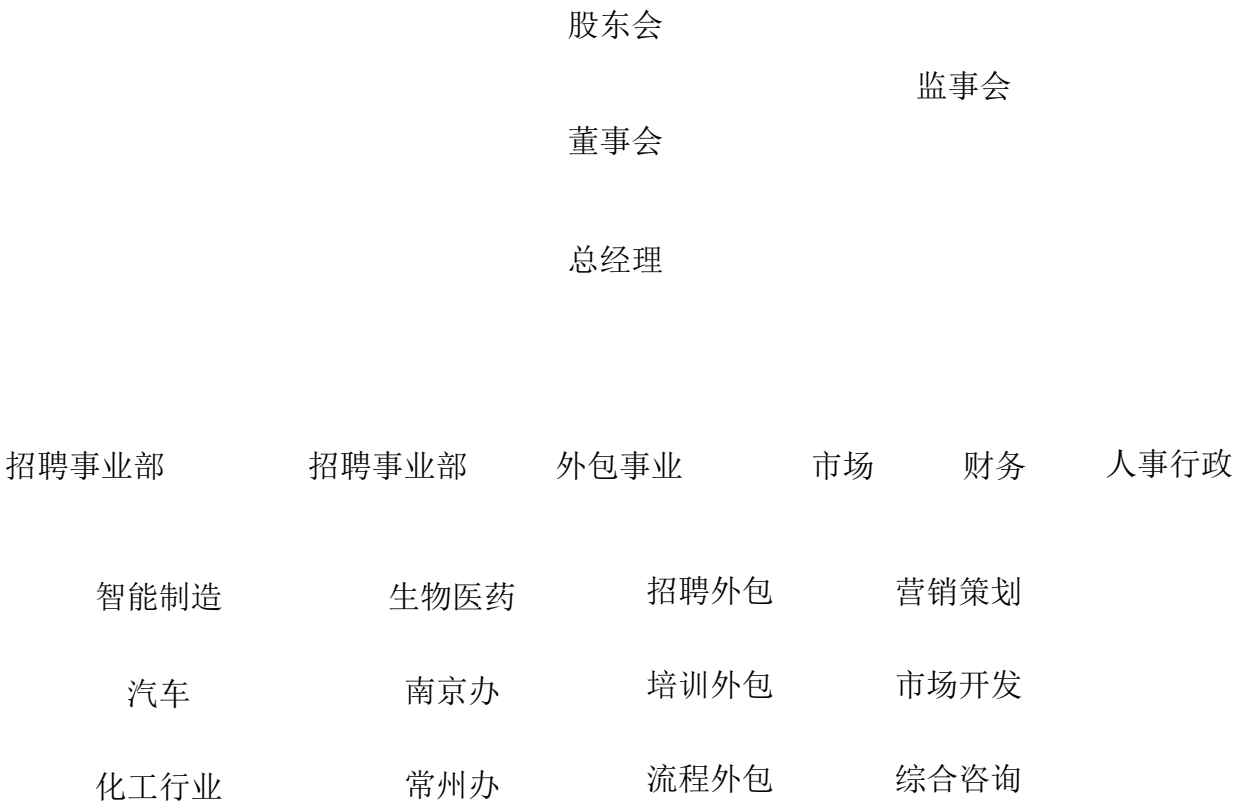 股东会
监事会
董事会
总经理
招聘事业部 招聘事业部 外包事业 市场 财务 人事行政
智能制造 生物医药 招聘外包 营销策划
汽车 南京办 培训外包 市场开发
化工行业 常州办 流程外包 综合咨询